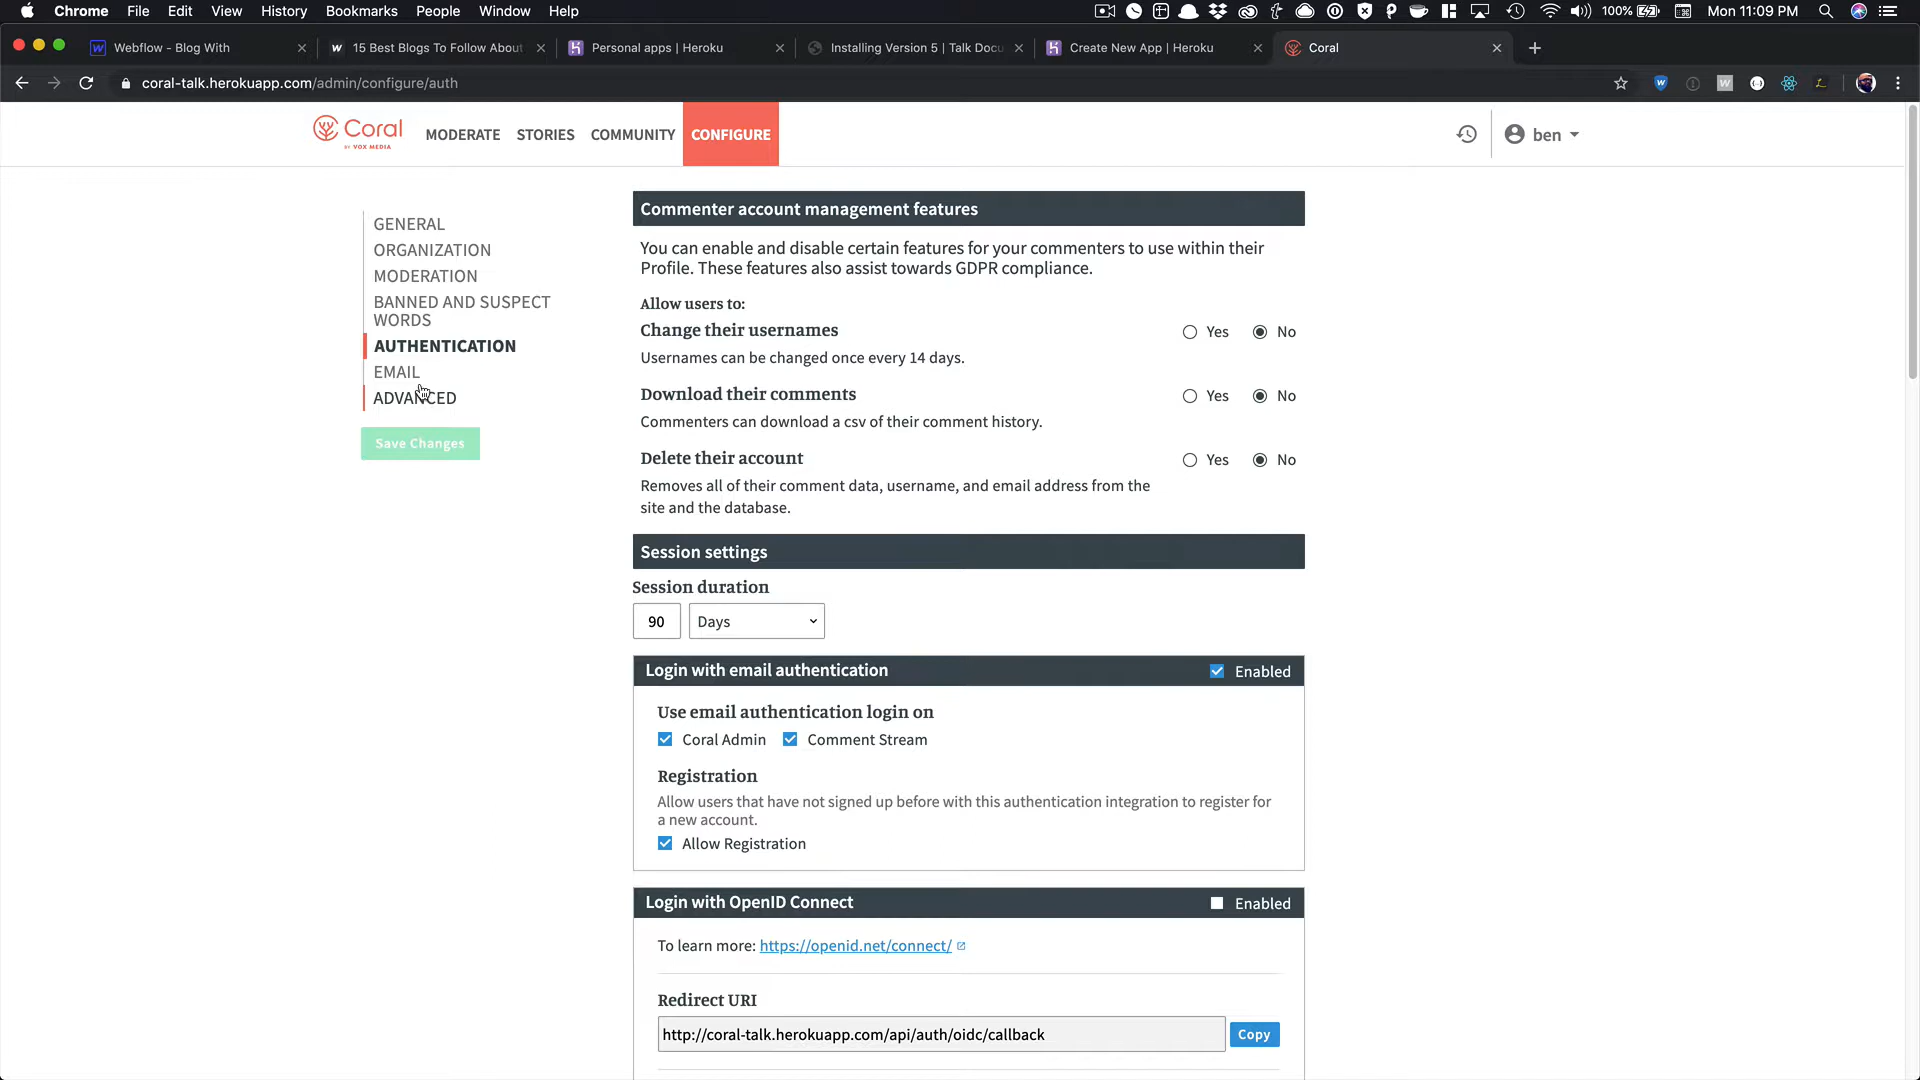 Chrome File Edit View History Bookmarks People Window Help 100% Mon 11:09 PM
Webflow - Blog With
15 Best Blogs To Follow About
Personal apps | Heroku
Installing Version 5 | Talk Docu
Create New App | Heroku
Coral
coral-talk.herokuapp.com/admin/configure/auth
Coral
BY VOX MEDIA
MODERATE STORIES COMMUNITY CONFIGURE
ben
GENERAL
ORGANIZATION
MODERATION
BANNED AND SUSPECT
WORDS
AUTHENTICATION
EMAIL
ADVANCED
Save Changes
Commenter account management features
You can enable and disable certain features for your commenters to use within their
Profile. These features also assist towards GDPR compliance.
Allow users to:
Change their usernames Yes No
Usernames can be changed once every 14 days.
Download their comments Yes No
Commenters can download a csv of their comment history.
Delete their account Yes No
Removes all of their comment data, username, and email address from the
site and the database.
Session settings
Session duration
90 Days
Login with email authentication Enabled
Use email authentication login on
Coral Admin Comment Stream
Registration
Allow users that have not signed up before with this authentication integration to register for
a new account.
Allow Registration
Login with OpenID Connect Enabled
To learn more: https://openid.net/connect/
Redirect URI
http://coral-talk.herokuapp.com/api/auth/oidc/callback Copy